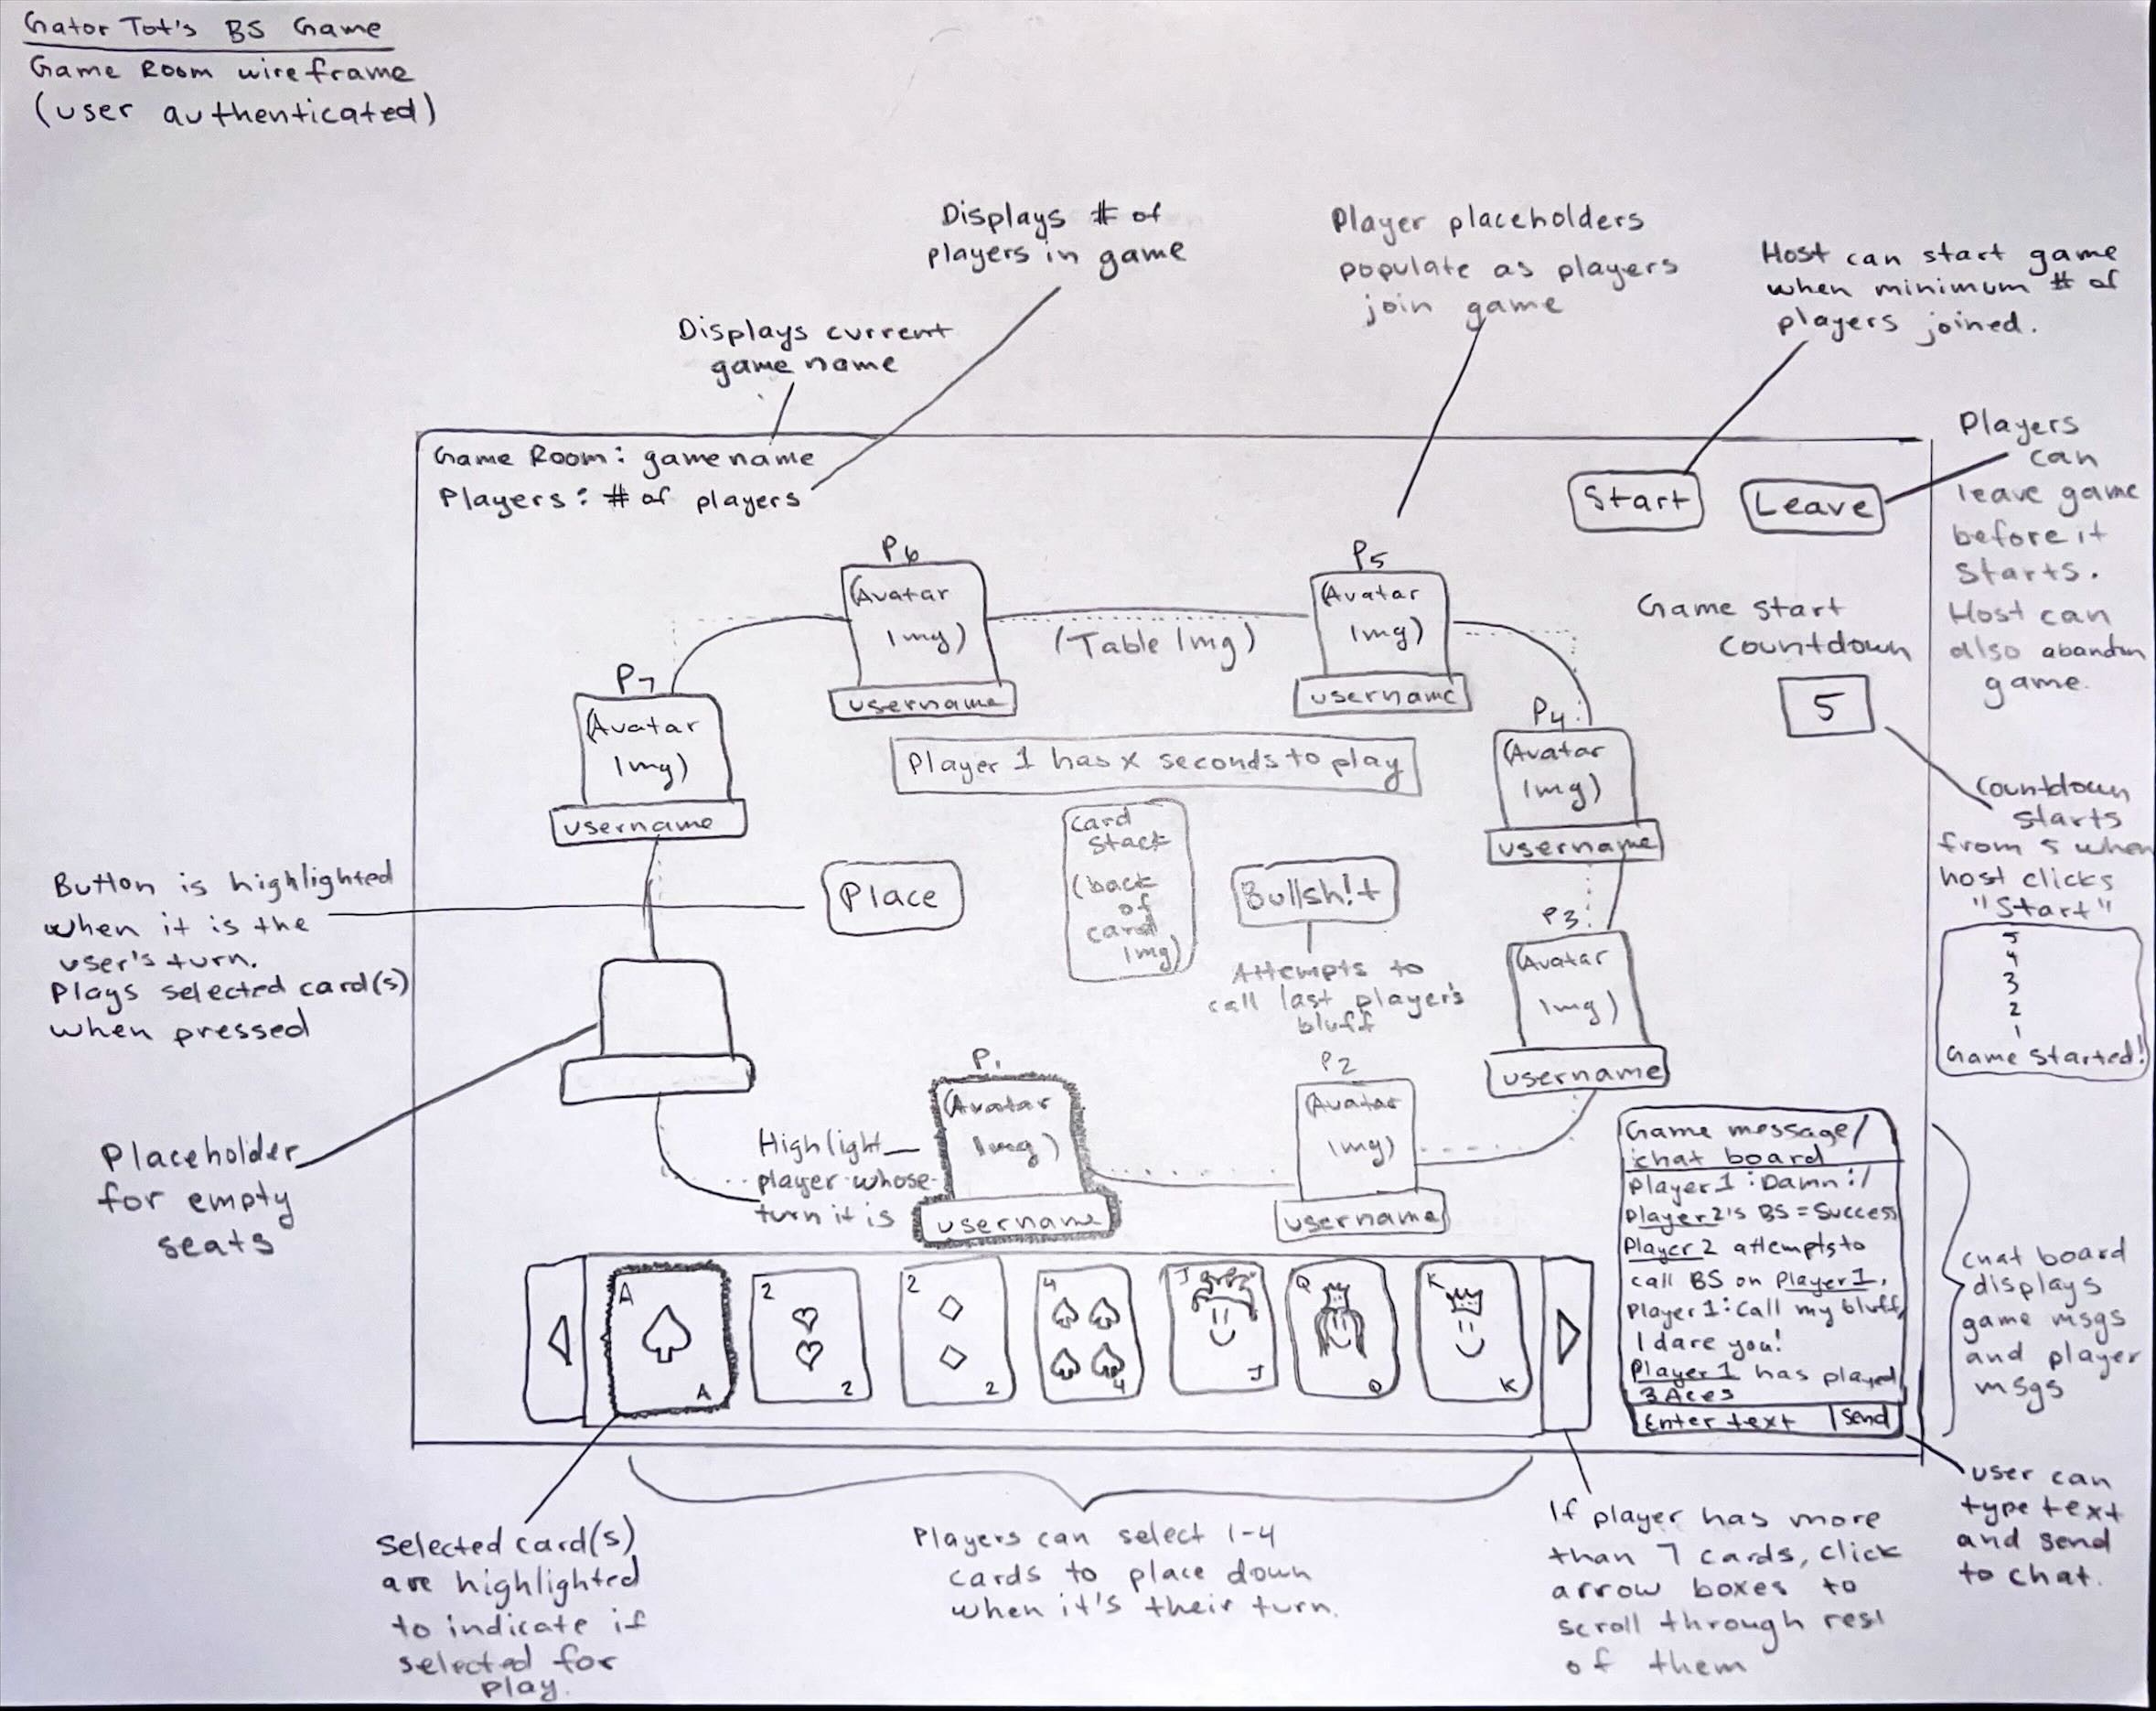 Gator Tot's BS Game
Game Room wireframe
(user authenticated)
Displays # of
players in game
Player placeholders
populate as players
join game
Host can start game
when minimum # of
players joined.
Displays current
game name
Players
can
leave game
before it
starts.
Host can
also abandon
game.
Game Room: game name
Players: # of players
Start
Leave
P6
(Avatar
Img)
username
(Table Img)
P5
(Avatar
Img)
username
Game start
countdown
5
P7
(Avatar
Img)
username
P4
(Avatar
Img)
username
Player 1 has x seconds to play
Countdown
starts
from 5 when
host clicks
"Start"
5
4
3
2
1
Game started!
Button is highlighted
when it is the
user's turn.
Plays selected card(s)
when pressed
Place
Card
stack
(back
of
card
Img)
Bullsh!t
Attempts to
call last player's
bluff
P3
(Avatar
Img)
username
Placeholder
for empty
seats
Highlight
player whose
turn it is
P1
(Avatar
Img)
username
P2
(Avatar
Img)
username
Game message/
chat board
Player 1: Damn :/
Player 2's BS = Success
Player 2 attempts to
call BS on Player 1.
Player 1: Call my bluff,
I dare you!
Player 1 has played
3 Aces
Enter text
Send
chat board
displays
game msgs
and player
msgs
A
A
2
2
2
2
4
4
J
J
Q
Q
K
K
Selected card(s)
are highlighted
to indicate if
selected for
play.
Players can select 1-4
cards to place down
when it's their turn.
If player has more
than 7 cards, click
arrow boxes to
scroll through rest
of them
user can
type text
and send
to chat.